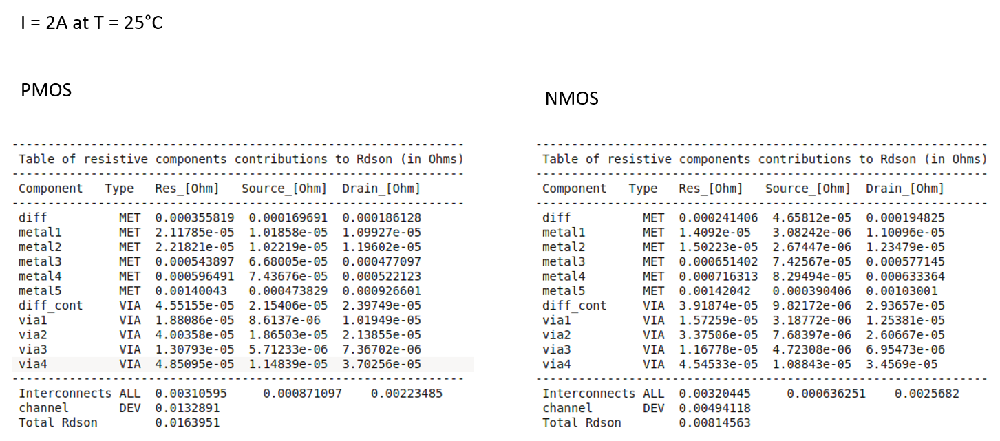 I = 2A at T = 25°C
PMOS
--------------------------------------------------------------
Table of resistive components contributions to Rdson (in Ohms)
--------------------------------------------------------------
Component Type Res_[Ohm] Source_[Ohm] Drain_[Ohm]
--------------------------------------------------------------
diff MET 0.000355819 0.000169691 0.000186128
metal1 MET 2.11785e-05 1.01858e-05 1.09927e-05
metal2 MET 2.21821e-05 1.02219e-05 1.19602e-05
metal3 MET 0.000543897 6.68005e-05 0.000477097
metal4 MET 0.000596491 7.43676e-05 0.000522123
metal5 MET 0.00140043 0.000473829 0.000926601
diff_cont VIA 4.55155e-05 2.15406e-05 2.39749e-05
via1 VIA 1.88086e-05 8.6137e-06 1.01949e-05
via2 VIA 4.00358e-05 1.86503e-05 2.13855e-05
via3 VIA 1.30793e-05 5.71233e-06 7.36702e-06
via4 VIA 4.85095e-05 1.14839e-05 3.70256e-05
--------------------------------------------------------------
Interconnects ALL 0.00310595 0.000871097 0.00223485
channel DEV 0.0132891
Total Rdson 0.0163951
NMOS
--------------------------------------------------------------
Table of resistive components contributions to Rdson (in Ohms)
--------------------------------------------------------------
Component Type Res_[Ohm] Source_[Ohm] Drain_[Ohm]
--------------------------------------------------------------
diff MET 0.000241406 4.65812e-05 0.000194825
metal1 MET 1.4092e-05 3.08242e-06 1.10096e-05
metal2 MET 1.50223e-05 2.67447e-06 1.23479e-05
metal3 MET 0.000651402 7.42567e-05 0.000577145
metal4 MET 0.000716313 8.29494e-05 0.000633364
metal5 MET 0.00142042 0.000390406 0.00103001
diff_cont VIA 3.91874e-05 9.82172e-06 2.93657e-05
via1 VIA 1.57259e-05 3.18772e-06 1.25381e-05
via2 VIA 3.37506e-05 7.68397e-06 2.60667e-05
via3 VIA 1.16778e-05 4.72308e-06 6.95473e-06
via4 VIA 4.54533e-05 1.08843e-05 3.4569e-05
--------------------------------------------------------------
Interconnects ALL 0.00320445 0.000636251 0.0025682
channel DEV 0.00494118
Total Rdson 0.00814563